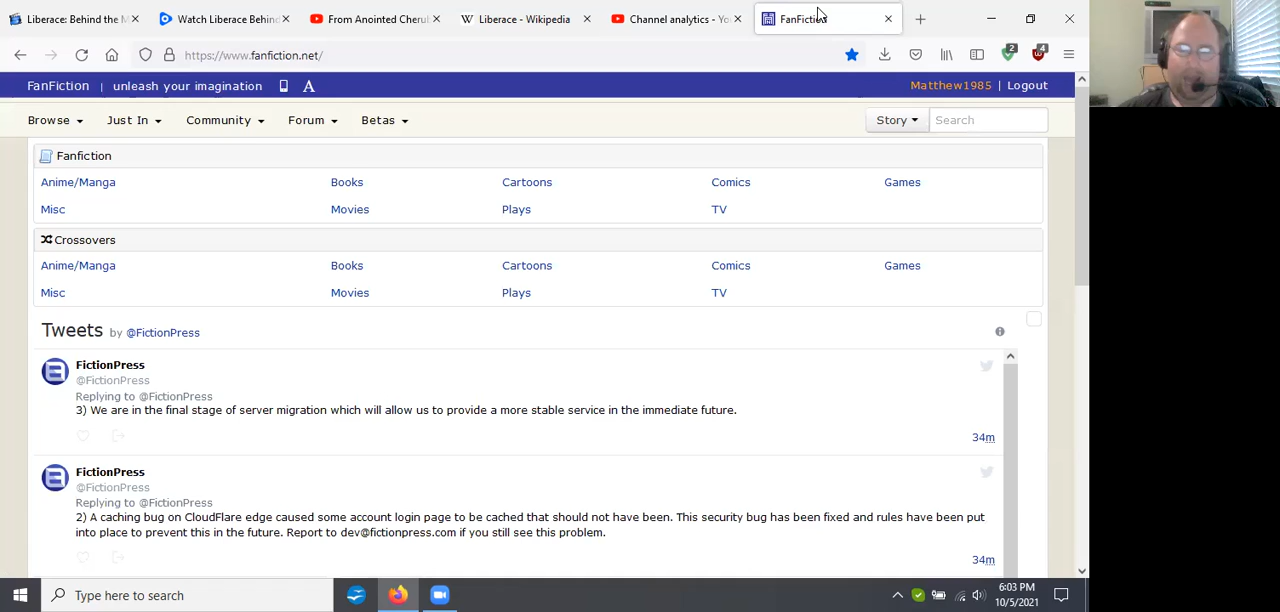 Liberace: Behind the M
Watch Liberace Behin
From Anointed Cherub
Liberace - Wikipedia
Channel analytics - Yo
FanFiction
https://www.fanfiction.net/
2
4
FanFiction | unleash your imagination A
Matthew1985 | Logout
Browse Just In Community Forum Betas
Story Search
Fanfiction
Anime/Manga Books Cartoons Comics Games
Misc Movies Plays TV
Crossovers
Anime/Manga Books Cartoons Comics Games
Misc Movies Plays TV
Tweets by @FictionPress
FictionPress
@FictionPress
Replying to @FictionPress
3) We are in the final stage of server migration which will allow us to provide a more stable service in the immediate future.
34m
FictionPress
@FictionPress
Replying to @FictionPress
2) A caching bug on CloudFlare edge caused some account login page to be cached that should not have been. This security bug has been fixed and rules have been put
into place to prevent this in the future. Report to dev@fictionpress.com if you still see this problem.
34m
Type here to search
6:03 PM
10/5/2021